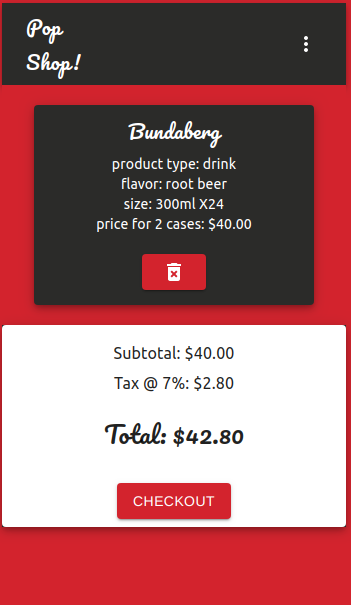 Pop
Shop!
Bundaberg
product type: drink
flavor: root beer
size: 300ml X24
price for 2 cases: $40.00
Subtotal: $40.00
Tax @ 7%: $2.80
Total: $42.80
CHECKOUT